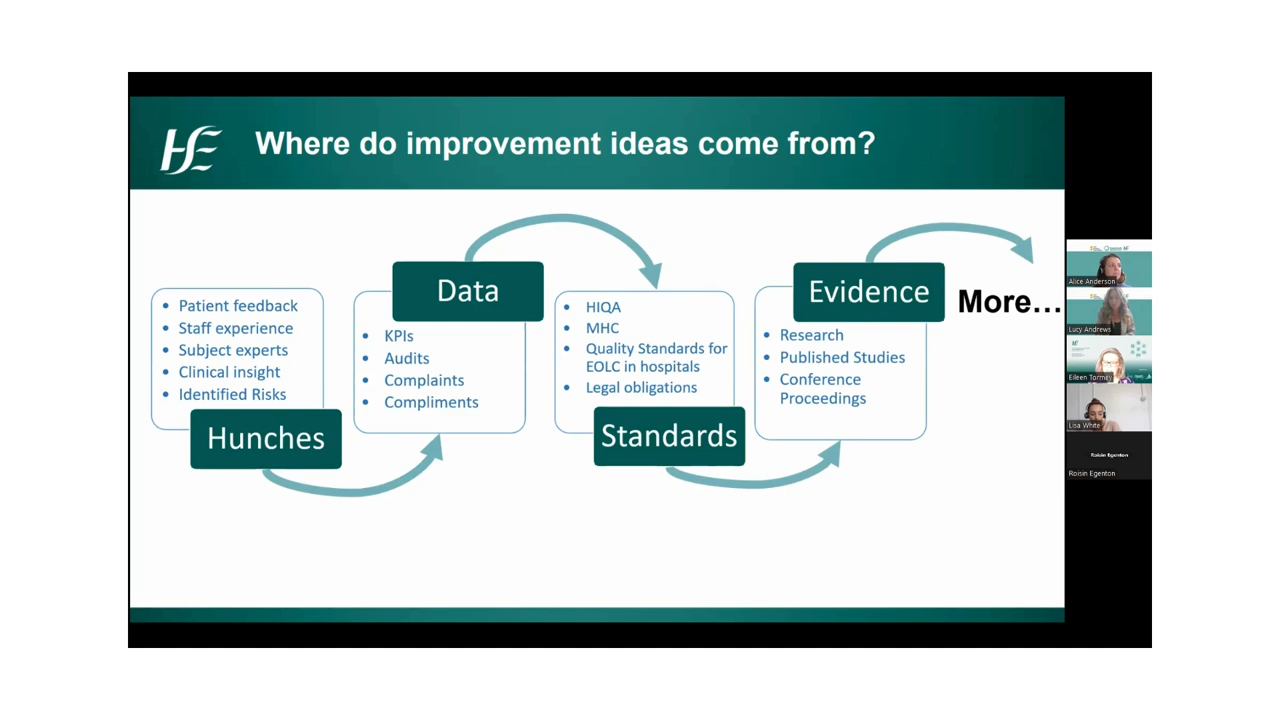 Where do improvement ideas come from?
Patient feedback
Staff experience
Subject experts
Clinical insight
Identified Risks
Hunches
Data
KPIs
Audits
Complaints
Compliments
HIQA
MHC
Quality Standards for
EOLC in hospitals
Legal obligations
Standards
Evidence
Research
Published Studies
Conference
Proceedings
More...
Alice Anderson
Lucy Andrews
Eileen Tormey
Lisa White
Roisin Egenton
Roisin Egenton